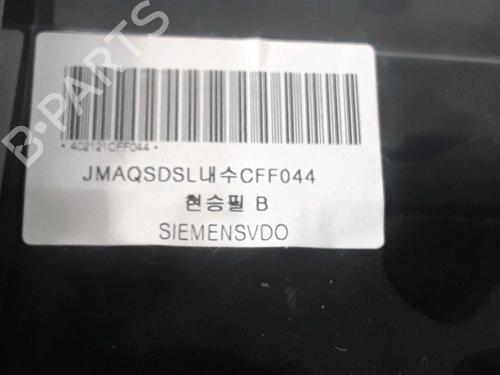 B-PARTS
* 402121CFF044 *
JMAQSDSL내수CFF044
현승필 B
SIEMENSVDO